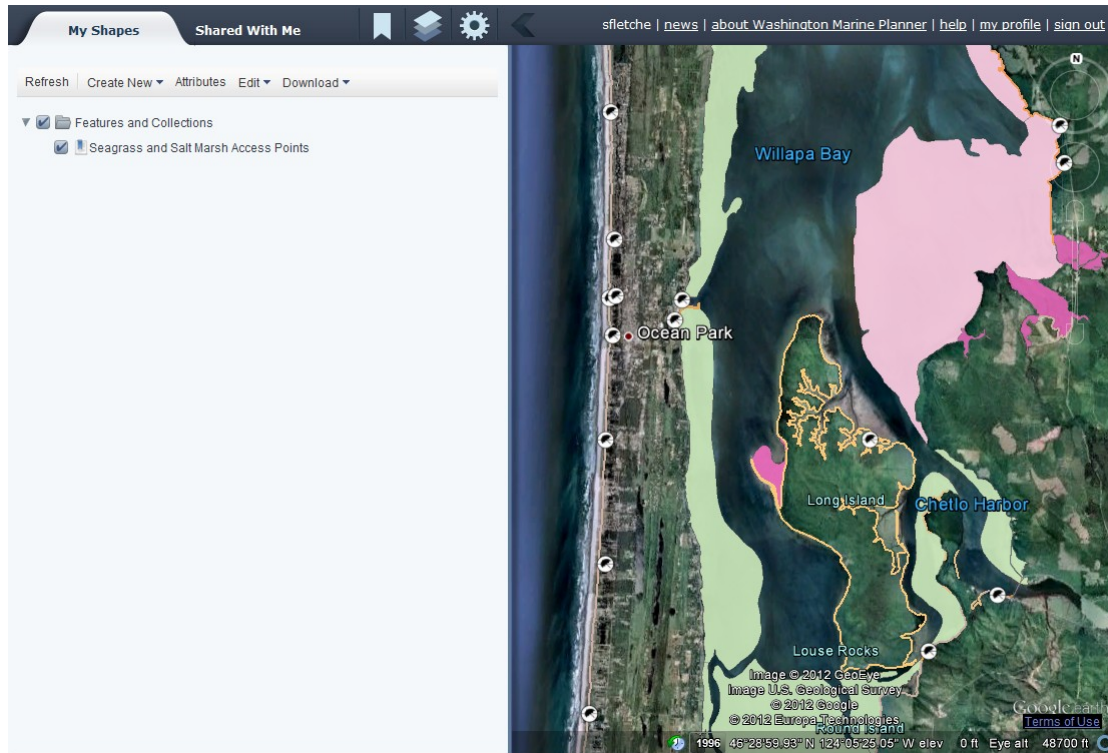 My Shapes
Shared With Me
sfletche | news | about Washington Marine Planner | help | my profile | sign out
Refresh
Create New
Attributes
Edit
Download
Features and Collections
Seagrass and Salt Marsh Access Points
N
Willapa Bay
Ocean Park
Long Island
Chetlo Harbor
Louse Rocks
Image © 2012 GeoEye
Image U.S. Geological Survey
© 2012 Google
© 2012 Europa Technologies
Round Island
Google earth
Terms of Use
1996 46°28'59.93" N 124°05'25.05" W elev 0 ft Eye alt 48700 ft